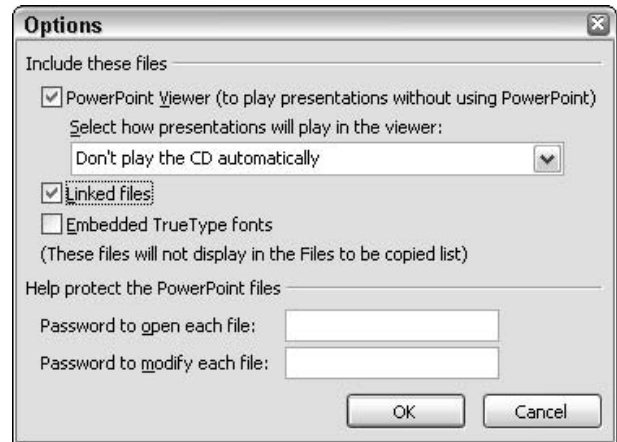 Options
Include these files
PowerPoint Viewer (to play presentations without using PowerPoint)
Select how presentations will play in the viewer:
Don't play the CD automatically
Linked files
Embedded TrueType fonts
(These files will not display in the Files to be copied list)
Help protect the PowerPoint files
Password to open each file:
Password to modify each file:
OK Cancel